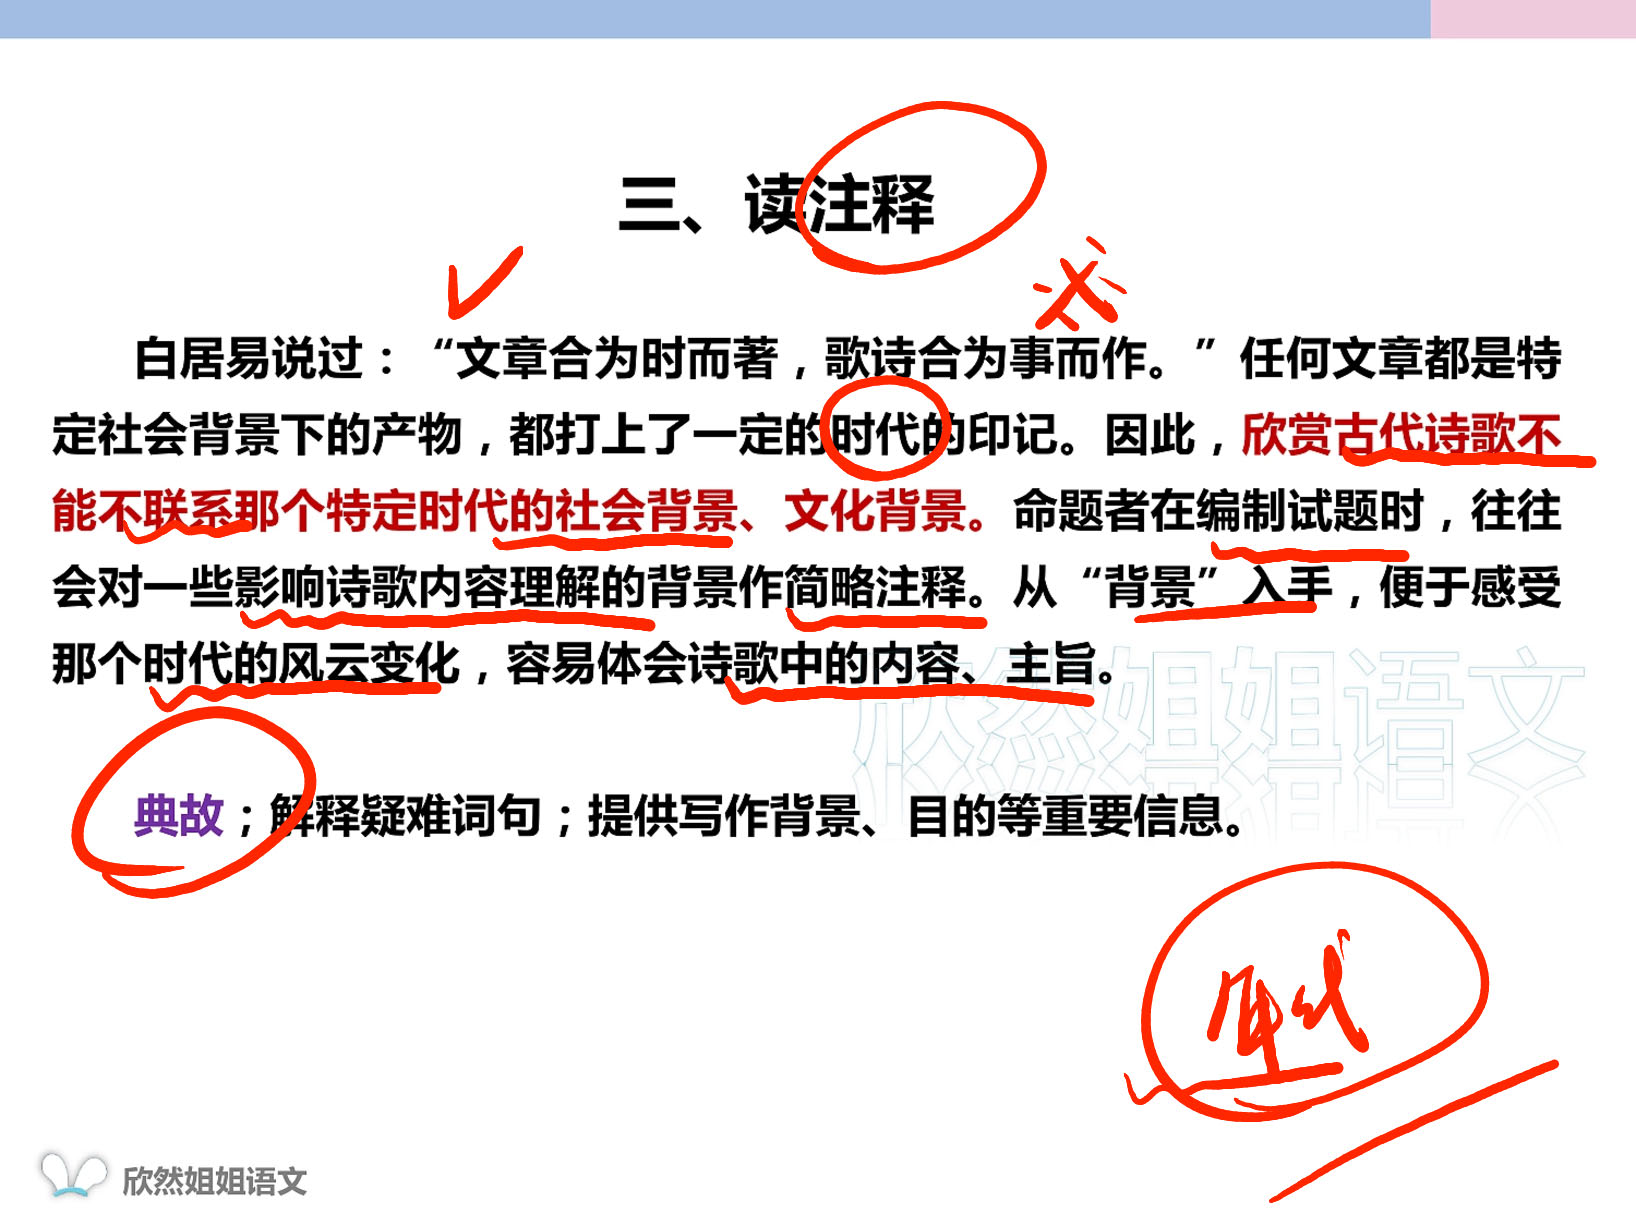 三、读注释
白居易说过：“文章合为时而著，歌诗合为事而作。”任何文章都是特
定社会背景下的产物，都打上了一定的时代的印记。因此，欣赏古代诗歌不
能不联系那个特定时代的社会背景、文化背景。命题者在编制试题时，往往
会对一些影响诗歌内容理解的背景作简略注释。从“背景”入手，便于感受
那个时代的风云变化，容易体会诗歌中的内容、主旨。
欣然姐姐语文
典故；解释疑难词句；提供写作背景、目的等重要信息。
欣然姐姐语文